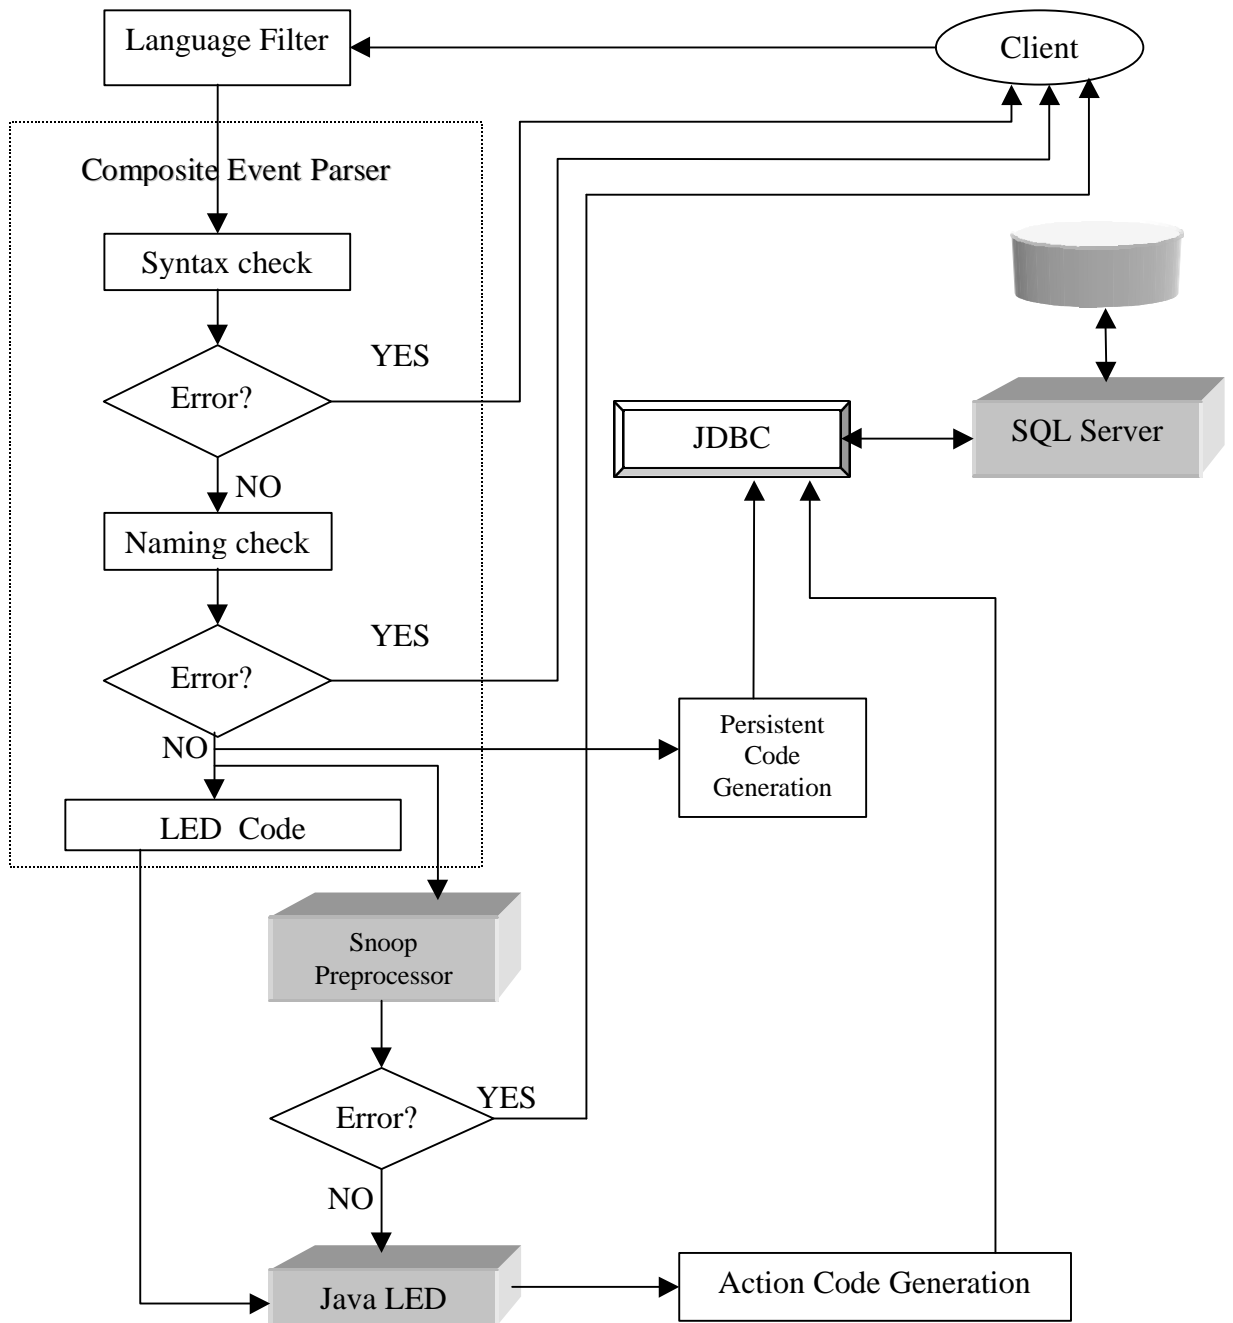 Language Filter
Client
Composite Event Parser
Syntax check
YES
Error?
JDBC
SQL Server
NO
Naming check
YES
Error?
NO
Persistent
Code
Generation
LED Code
Snoop
Preprocessor
YES
Error?
NO
Java LED
Action Code Generation